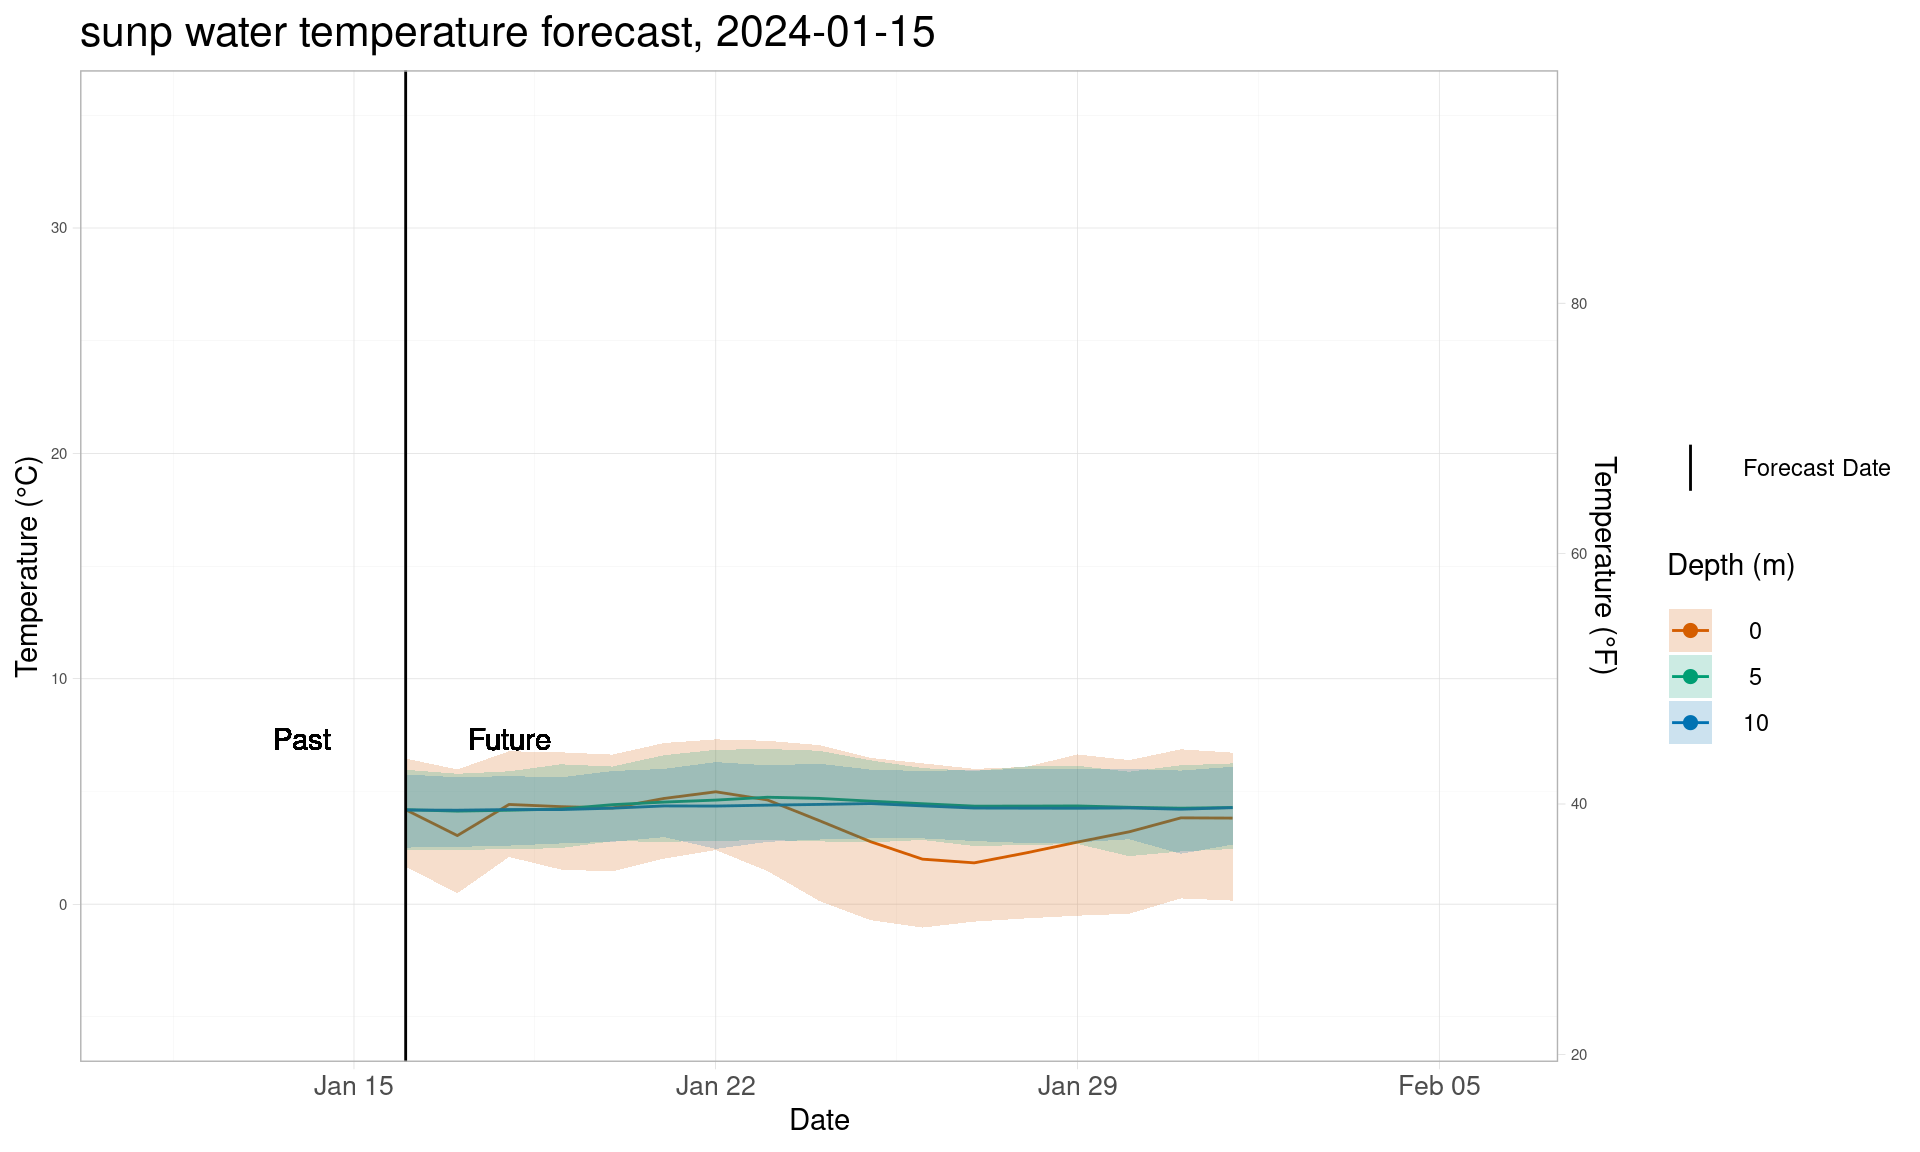 sunp water temperature forecast, 2024-01-15
Temperature (°C)
30
20
10
0
Past
Future
80
60
40
20
Temperature (°F)
Jan 15
Jan 22
Jan 29
Feb 05
Date
Forecast Date
Depth (m)
0
5
10